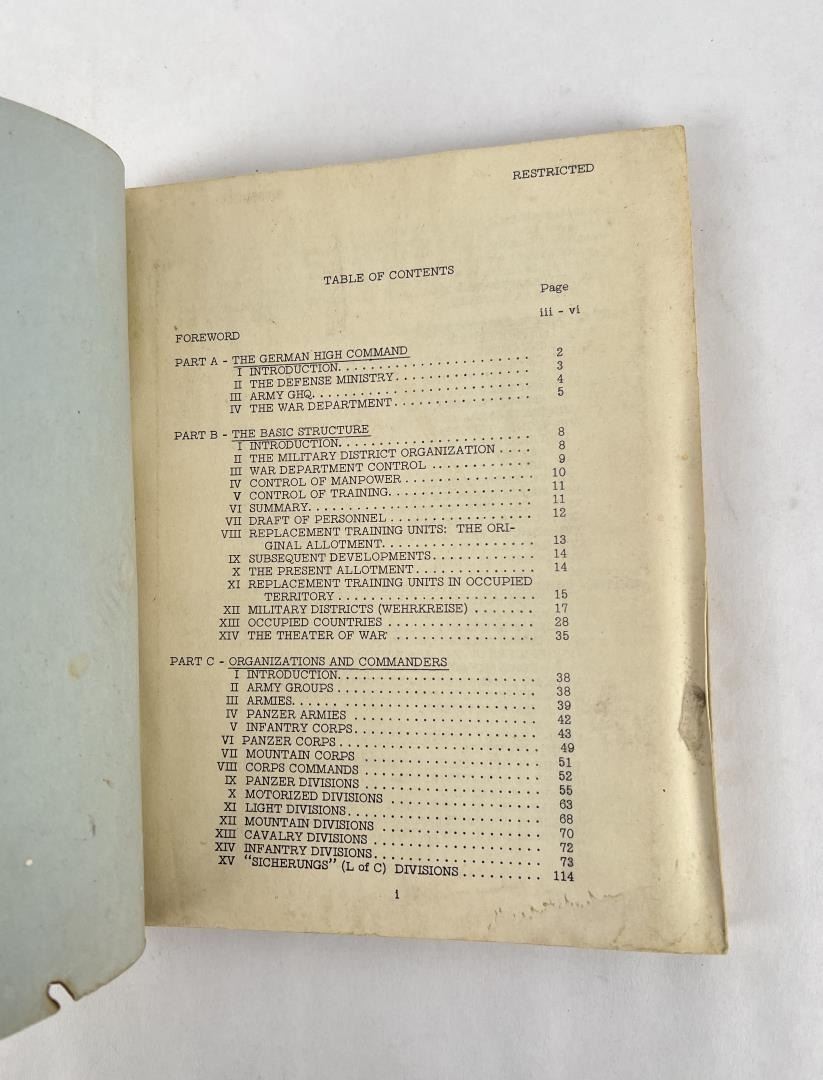 RESTRICTED
TABLE OF CONTENTS
Page
FOREWORD iii - vi
PART A - THE GERMAN HIGH COMMAND
I INTRODUCTION. . . . . . . . . . . . . . . . . . . . . . . 2
II THE DEFENSE MINISTRY. . . . . . . . . . . . . . . . 3
III ARMY GHQ. . . . . . . . . . . . . . . . . . . . . . . . . 4
IV THE WAR DEPARTMENT. . . . . . . . . . . . . . . . 5
PART B - THE BASIC STRUCTURE
I INTRODUCTION. . . . . . . . . . . . . . . . . . . . . . . 8
II THE MILITARY DISTRICT ORGANIZATION . . . . 8
III WAR DEPARTMENT CONTROL . . . . . . . . . . . . 9
IV CONTROL OF MANPOWER . . . . . . . . . . . . . . . 10
V CONTROL OF TRAINING. . . . . . . . . . . . . . . . . 11
VI SUMMARY. . . . . . . . . . . . . . . . . . . . . . . . . . 11
VII DRAFT OF PERSONNEL . . . . . . . . . . . . . . . . . 12
VIII REPLACEMENT TRAINING UNITS: THE ORI-
GINAL ALLOTMENT. . . . . . . . . . . . . . . . . . . 13
IX SUBSEQUENT DEVELOPMENTS . . . . . . . . . . . . 14
X THE PRESENT ALLOTMENT . . . . . . . . . . . . . . 14
XI REPLACEMENT TRAINING UNITS IN OCCUPIED
TERRITORY . . . . . . . . . . . . . . . . . . . . . . . . 15
XII MILITARY DISTRICTS (WEHRKREISE) . . . . . . . 17
XIII OCCUPIED COUNTRIES . . . . . . . . . . . . . . . . . 28
XIV THE THEATER OF WAR . . . . . . . . . . . . . . . . 35
PART C - ORGANIZATIONS AND COMMANDERS
I INTRODUCTION. . . . . . . . . . . . . . . . . . . . . . . 38
II ARMY GROUPS . . . . . . . . . . . . . . . . . . . . . . . 38
III ARMIES. . . . . . . . . . . . . . . . . . . . . . . . . . . . 39
IV PANZER ARMIES . . . . . . . . . . . . . . . . . . . . . 42
V INFANTRY CORPS. . . . . . . . . . . . . . . . . . . . . 43
VI PANZER CORPS . . . . . . . . . . . . . . . . . . . . . . 49
VII MOUNTAIN CORPS . . . . . . . . . . . . . . . . . . . . 51
VIII CORPS COMMANDS . . . . . . . . . . . . . . . . . . . 52
IX PANZER DIVISIONS . . . . . . . . . . . . . . . . . . . 55
X MOTORIZED DIVISIONS . . . . . . . . . . . . . . . . 63
XI LIGHT DIVISIONS. . . . . . . . . . . . . . . . . . . . . 68
XII MOUNTAIN DIVISIONS . . . . . . . . . . . . . . . . . 70
XIII CAVALRY DIVISIONS . . . . . . . . . . . . . . . . . . 72
XIV INFANTRY DIVISIONS. . . . . . . . . . . . . . . . . . 73
XV "SICHERUNGS" (L of C) DIVISIONS . . . . . . . . . 114
i